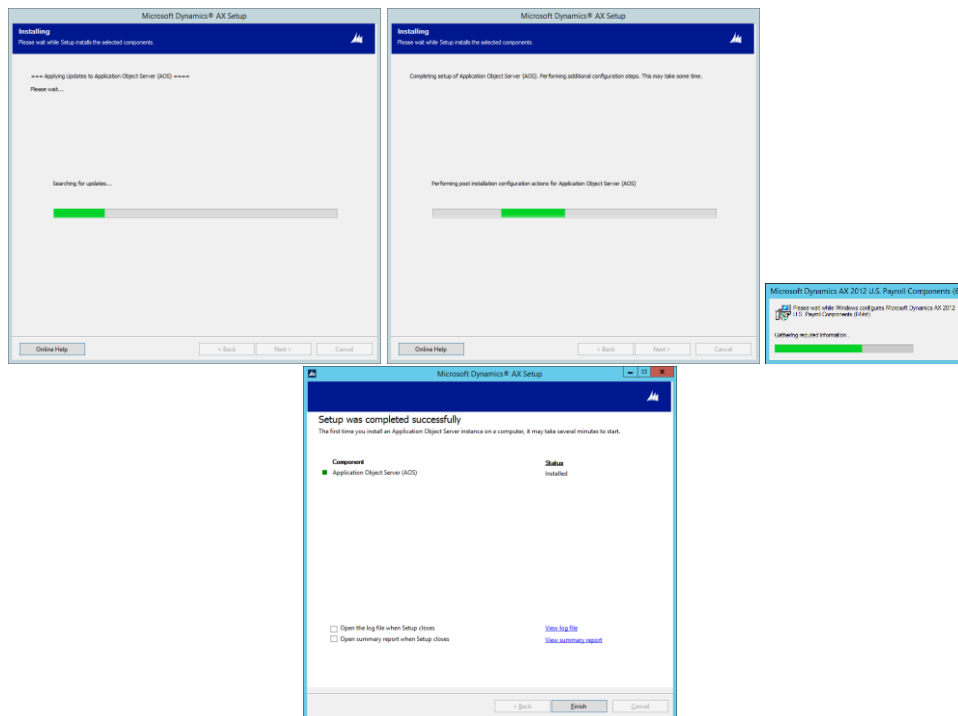 Microsoft Dynamics® AX Setup
Installing
Please wait while Setup installs the selected components.
=== Applying Updates to Application Object Server (AOS) ====
Please wait...
Searching for updates...
Online Help
< Back
Next >
Cancel
Microsoft Dynamics® AX Setup
Installing
Please wait while Setup installs the selected components.
Completing setup of Application Object Server (AOS). Performing additional configuration steps. This may take some time.
Performing post installation configuration actions for Application Object Server (AOS)
Online Help
< Back
Next >
Cancel
Microsoft Dynamics AX 2012 U.S. Payroll Components
Please wait while Windows configures Microsoft Dynamics AX 2012
U.S. Payroll Components (64-bit)
Gathering required information...
Microsoft Dynamics® AX Setup
Setup was completed successfully
The first time you install an Application Object Server instance on a computer, it may take several minutes to start.
Component Status
Application Object Server (AOS) Installed
Open the log file when Setup closes View log file
Open summary report when Setup closes View summary report
< Back
Finish
Cancel